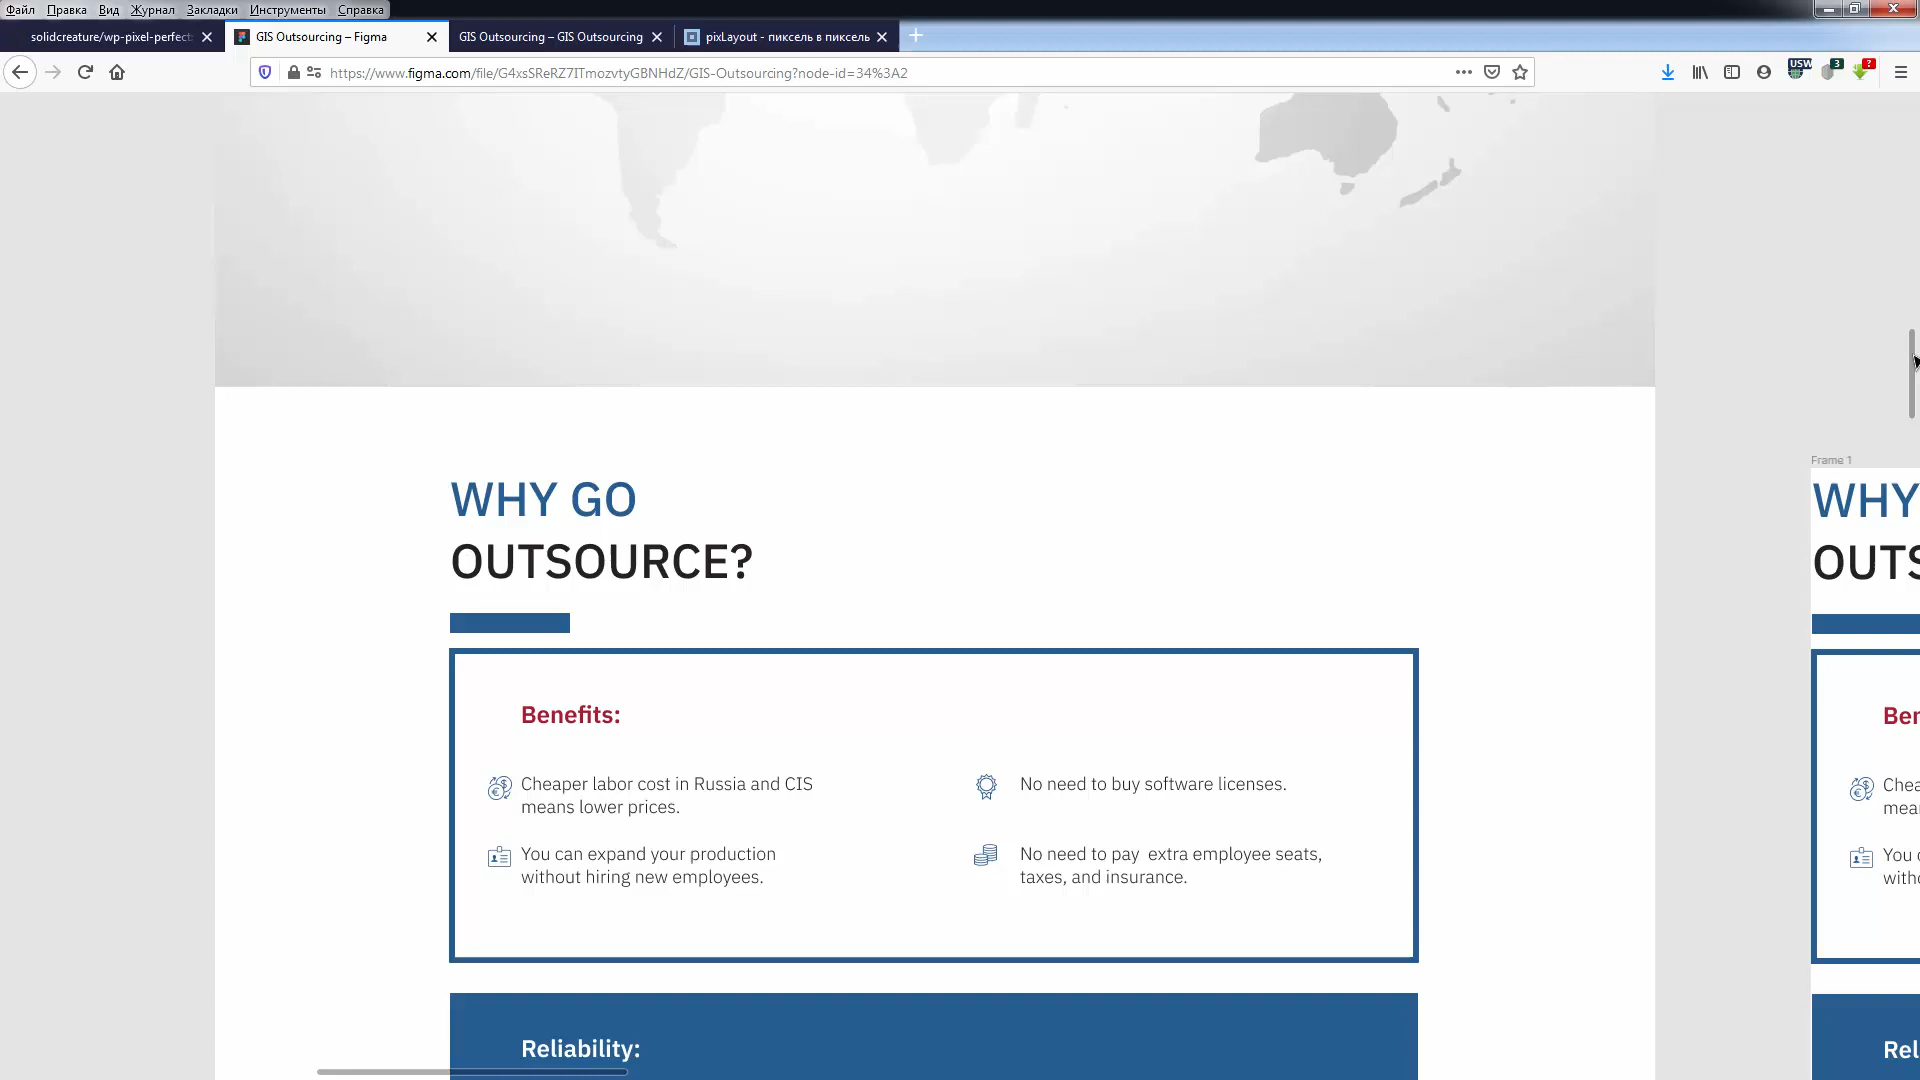 Файл Правка Вид Журнал Закладки Инструменты Справка
solidcreature/wp-pixel-perfect
GIS Outsourcing – Figma
GIS Outsourcing – GIS Outsourcing
pixLayout - пиксель в пиксель
https://www.figma.com/file/G4xsSReRZ7ITmozvtyGBNHdZ/GIS-Outsourcing?node-id=34%3A2
USW
3
?
WHY GO
OUTSOURCE?
Benefits:
Cheaper labor cost in Russia and CIS
means lower prices.
You can expand your production
without hiring new employees.
No need to buy software licenses.
No need to pay  extra employee seats,
taxes, and insurance.
Reliability:
Frame 1
WHY
OUTS
Ben
Chea
mean
You c
witho
Rel